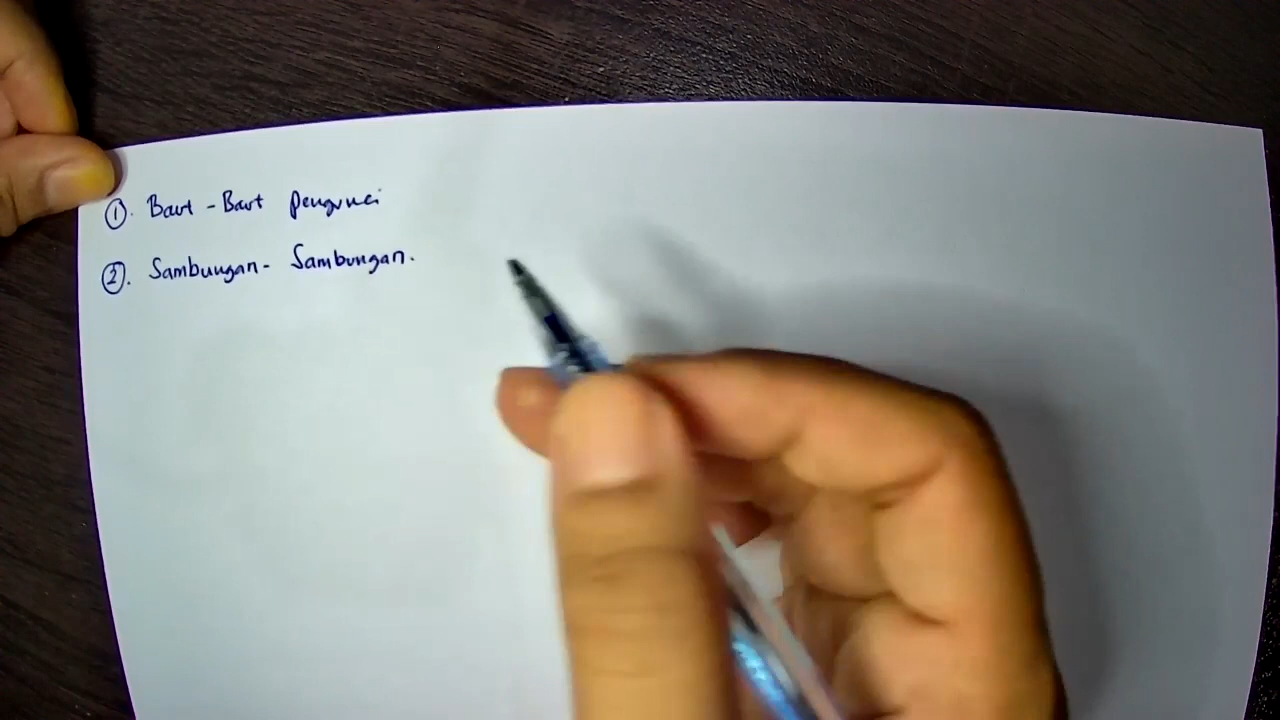 ①. Baut - Baut pengunci
②. Sambungan - Sambungan.